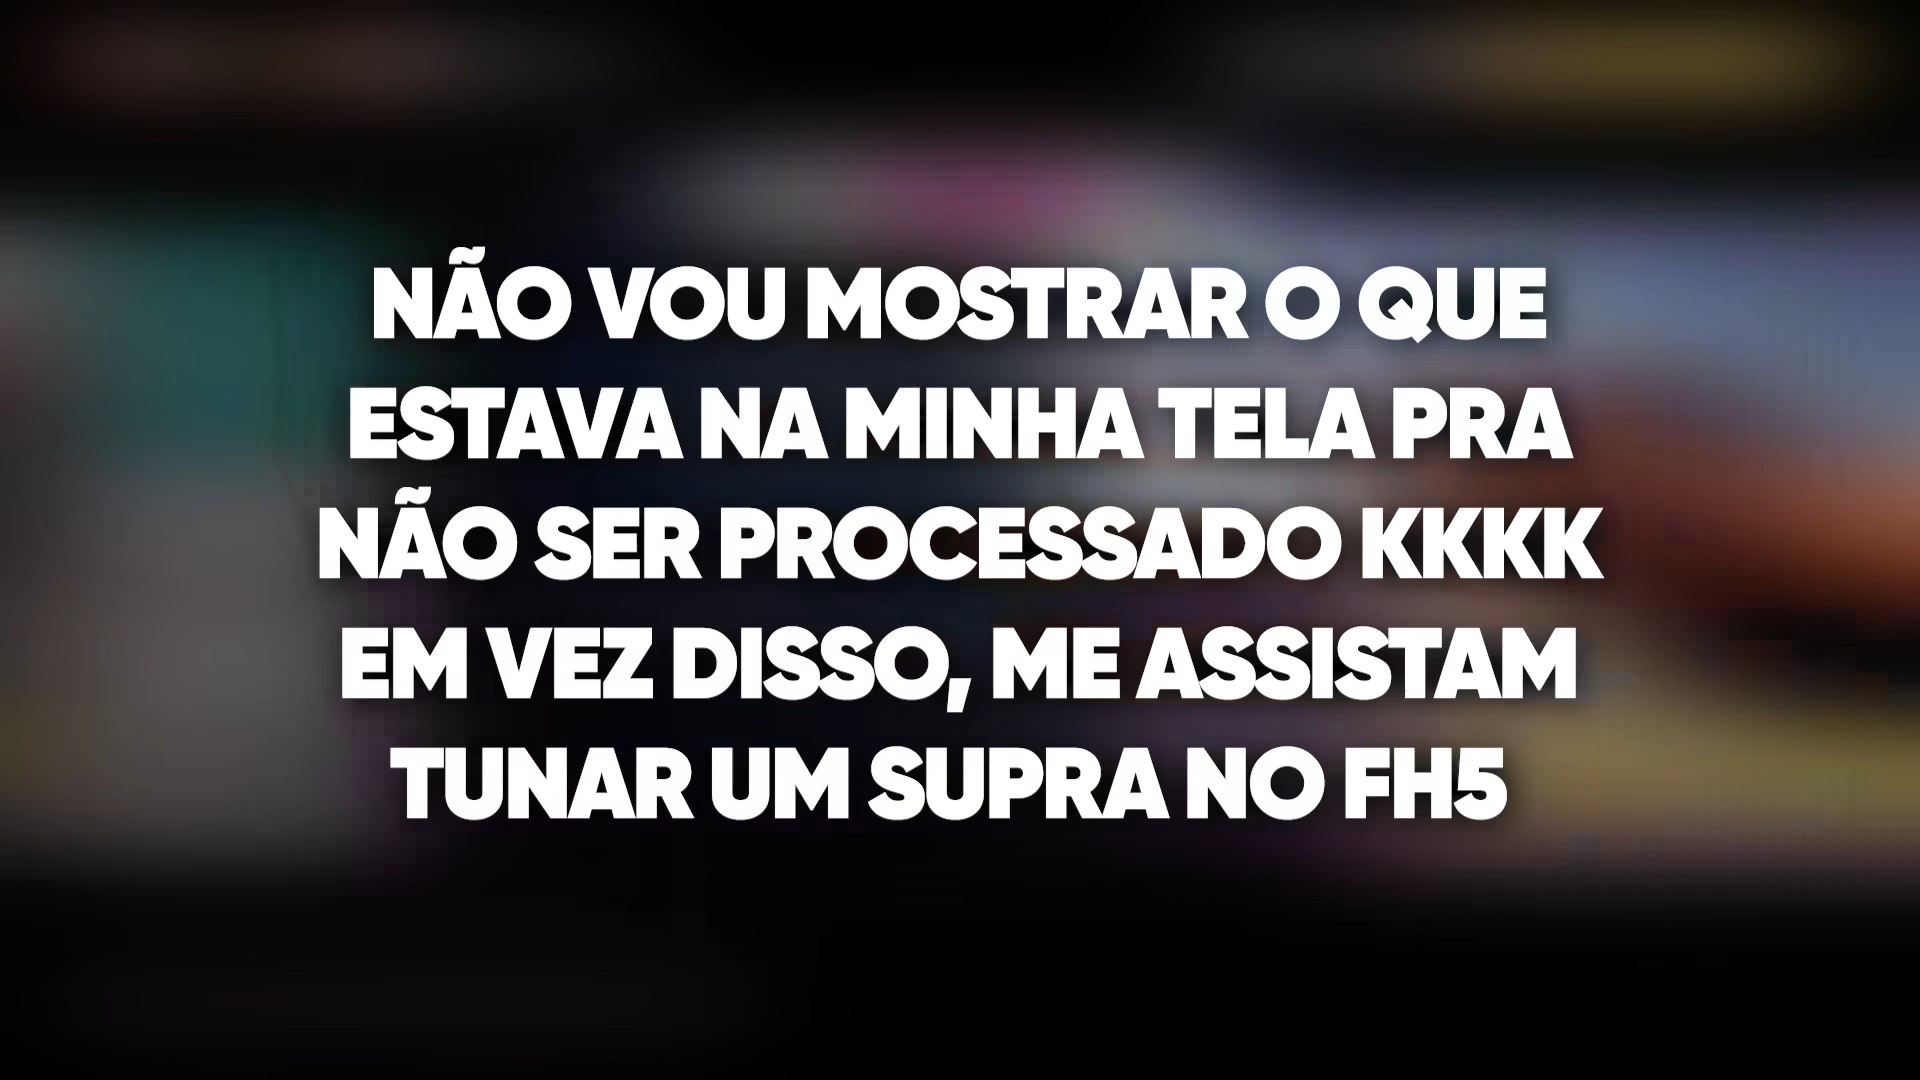 NÃO VOU MOSTRAR O QUE
ESTAVA NA MINHA TELA PRA
NÃO SER PROCESSADO KKKK
EM VEZ DISSO, ME ASSISTAM
TUNAR UM SUPRA NO FH5